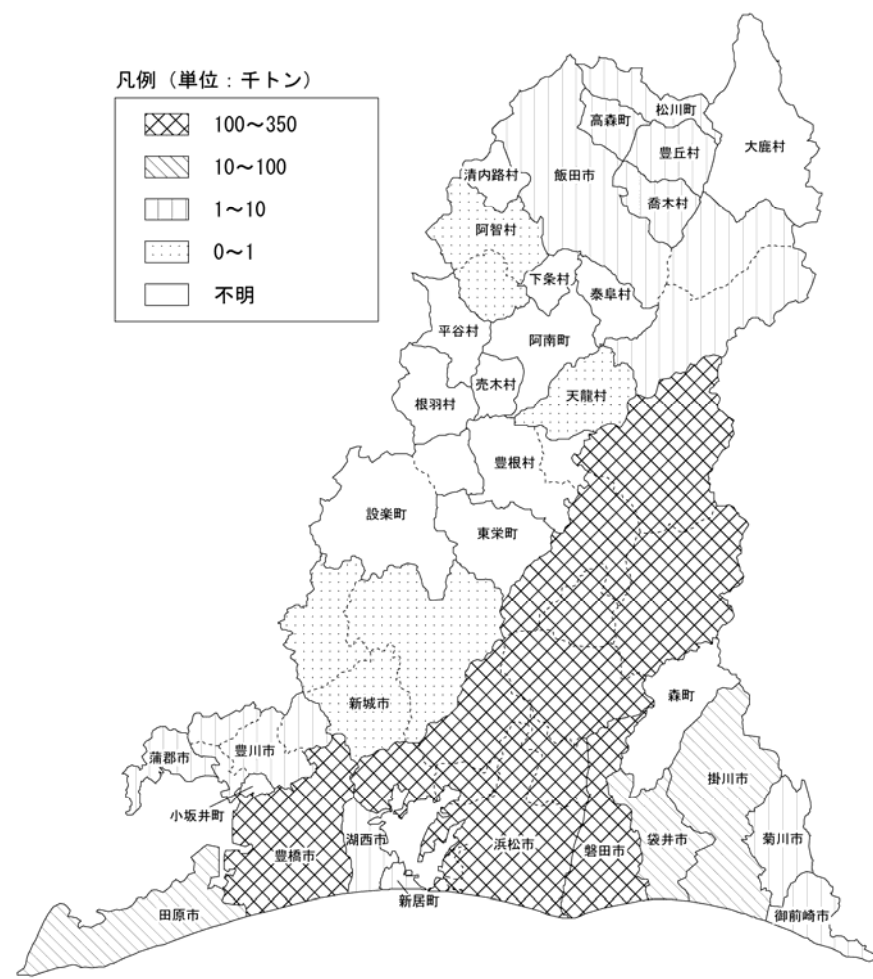 凡例（単位：千トン）
100～350
10～100
1～10
0～1
不明
松川町
高森町
大鹿村
豊丘村
清内路村
飯田市
喬木村
阿智村
下条村
泰阜村
平谷村
阿南町
売木村
天龍村
根羽村
豊根村
設楽町
東栄町
森町
新城市
豊川市
蒲郡市
掛川市
小坂井町
湖西市
浜松市
磐田市
袋井市
菊川市
豊橋市
新居町
田原市
御前崎市